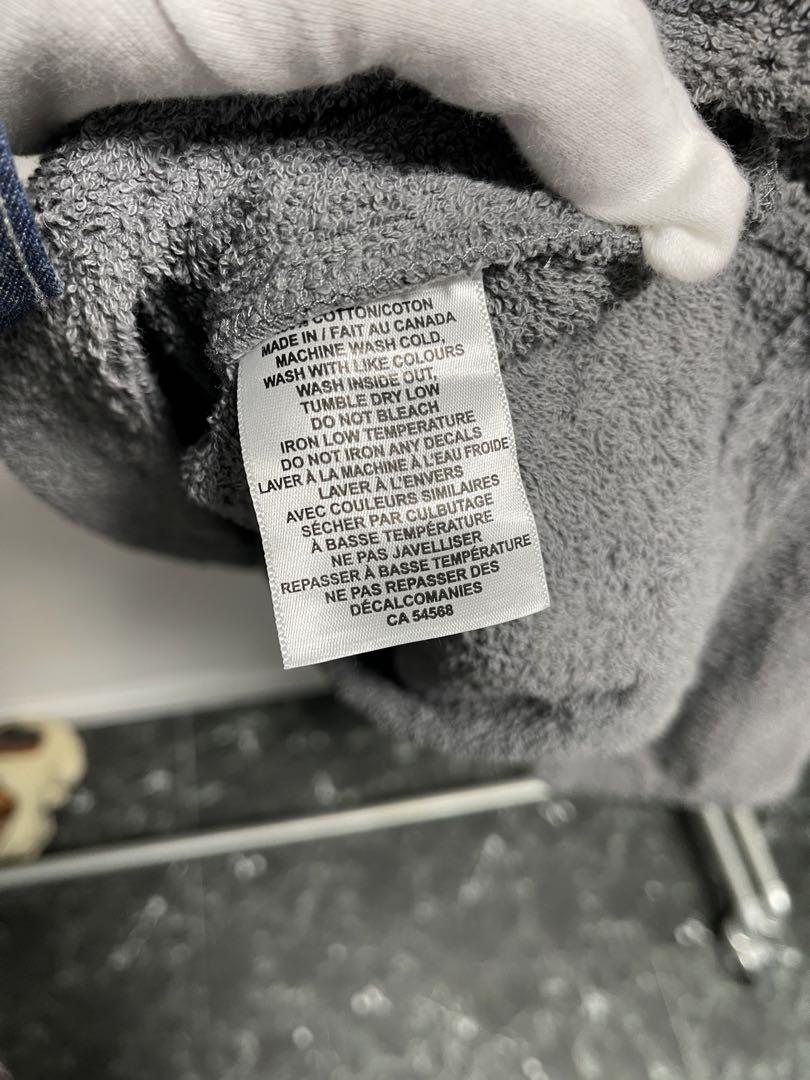 COTTON/COTON
MADE IN / FAIT AU CANADA
MACHINE WASH COLD,
WASH WITH LIKE COLOURS
WASH INSIDE OUT,
TUMBLE DRY LOW
DO NOT BLEACH
IRON LOW TEMPERATURE
DO NOT IRON ANY DECALS
LAVER À LA MACHINE À L'EAU FROIDE
LAVER À L'ENVERS
AVEC COULEURS SIMILAIRES
SÉCHER PAR CULBUTAGE
À BASSE TEMPÉRATURE
NE PAS JAVELLISER
REPASSER À BASSE TEMPÉRATURE
NE PAS REPASSER DES
DÉCALCOMANIES
CA 54568